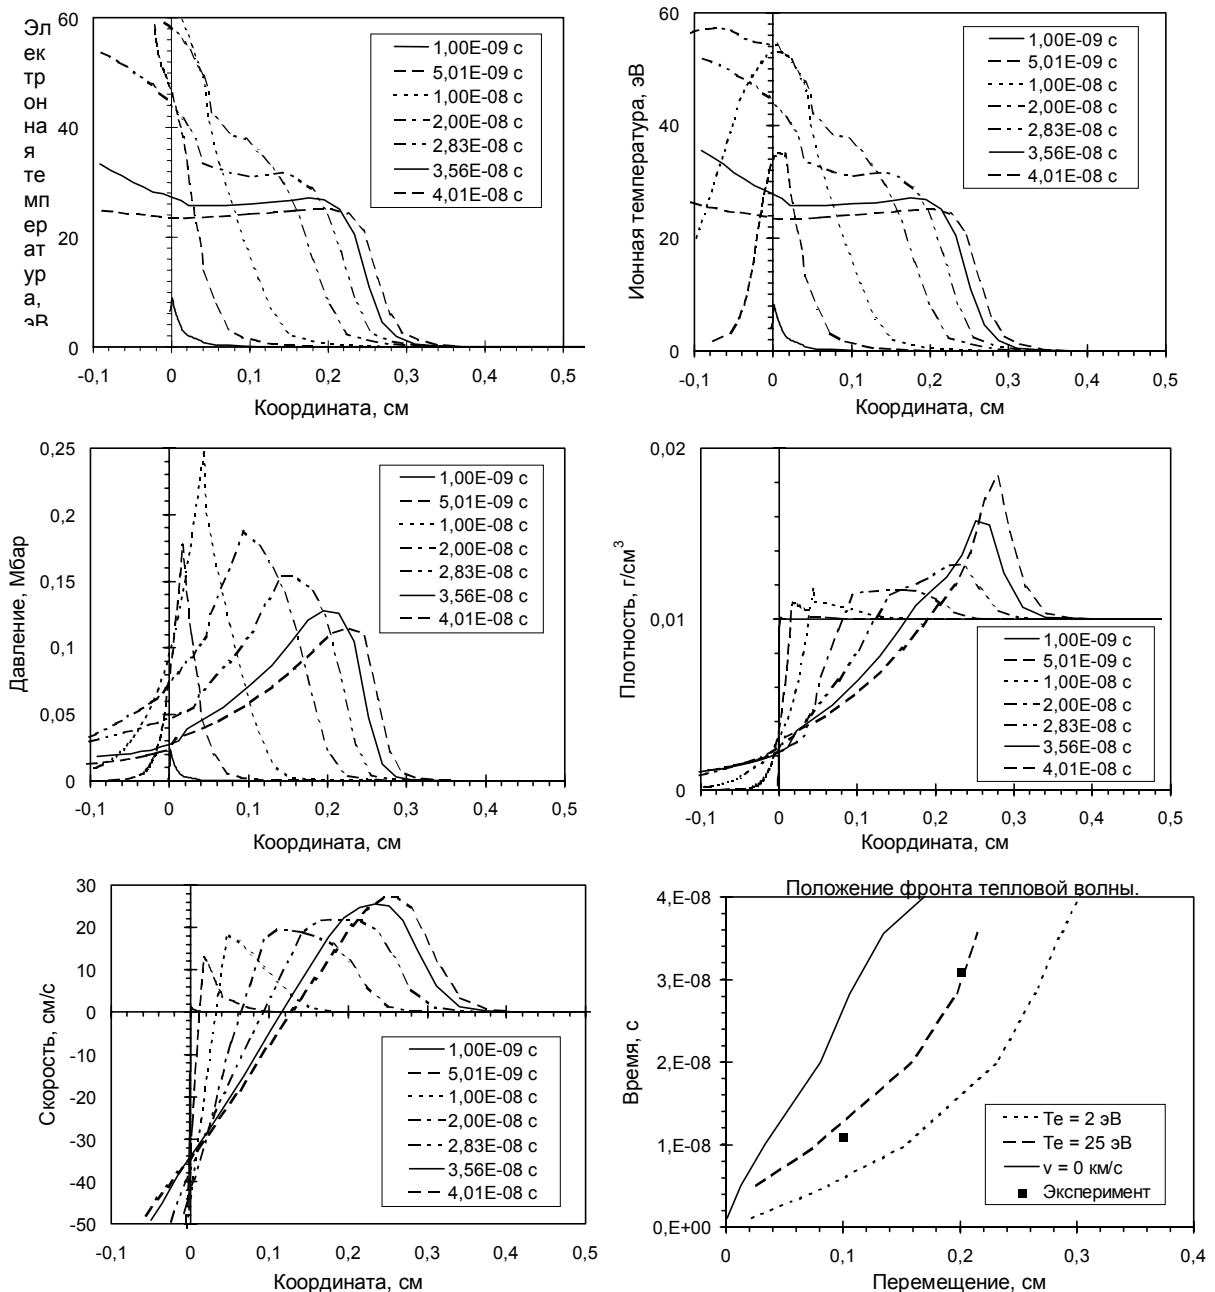 Электронная температура, эВ
60
40
20
0
-0,1 0 0,1 0,2 0,3 0,4 0,5
Координата, см
1,00E-09 с
5,01E-09 с
1,00E-08 с
2,00E-08 с
2,83E-08 с
3,56E-08 с
4,01E-08 с
Ионная температура, эВ
60
40
20
0
-0,1 0 0,1 0,2 0,3 0,4 0,5
Координата, см
1,00E-09 с
5,01E-09 с
1,00E-08 с
2,00E-08 с
2,83E-08 с
3,56E-08 с
4,01E-08 с
Давление, Мбар
0,25
0,2
0,15
0,1
0,05
0
-0,1 0 0,1 0,2 0,3 0,4 0,5
Координата, см
1,00E-09 с
5,01E-09 с
1,00E-08 с
2,00E-08 с
2,83E-08 с
3,56E-08 с
4,01E-08 с
Плотность, г/см³
0,02
0,01
0
-0,1 0 0,1 0,2 0,3 0,4 0,5
Координата, см
1,00E-09 с
5,01E-09 с
1,00E-08 с
2,00E-08 с
2,83E-08 с
3,56E-08 с
4,01E-08 с
Скорость, см/с
30
20
10
0
-10
-20
-30
-40
-50
-0,1 0 0,1 0,2 0,3 0,4 0,5
Координата, см
1,00E-09 с
5,01E-09 с
1,00E-08 с
2,00E-08 с
2,83E-08 с
3,56E-08 с
4,01E-08 с
Положение фронта тепловой волны.
Время, с
4,E-08
3,E-08
2,E-08
1,E-08
0,E+00
0 0,1 0,2 0,3 0,4
Перемещение, см
Te = 2 эВ
Te = 25 эВ
v = 0 км/с
Эксперимент